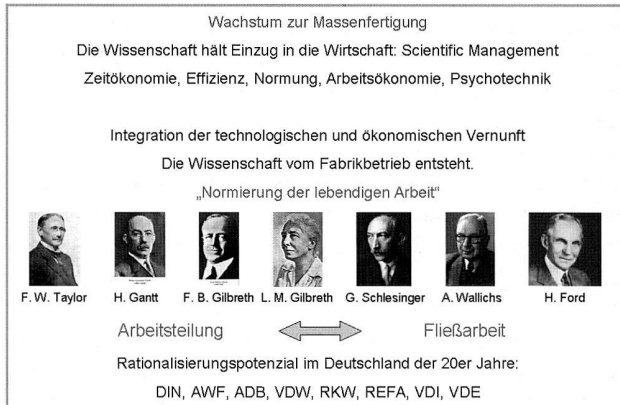 Wachstum zur Massenfertigung
Die Wissenschaft hält Einzug in die Wirtschaft: Scientific Management
Zeitökonomie, Effizienz, Normung, Arbeitsökonomie, Psychotechnik
Integration der technologischen und ökonomischen Vernunft
Die Wissenschaft vom Fabrikbetrieb entsteht.
„Normierung der lebendigen Arbeit“
F. W. Taylor H. Gantt F. B. Gilbreth L. M. Gilbreth G. Schlesinger A. Wallichs H. Ford
Arbeitsteilung Fließarbeit
Rationalisierungspotenzial im Deutschland der 20er Jahre:
DIN, AWF, ADB, VDW, RKW, REFA, VDI, VDE